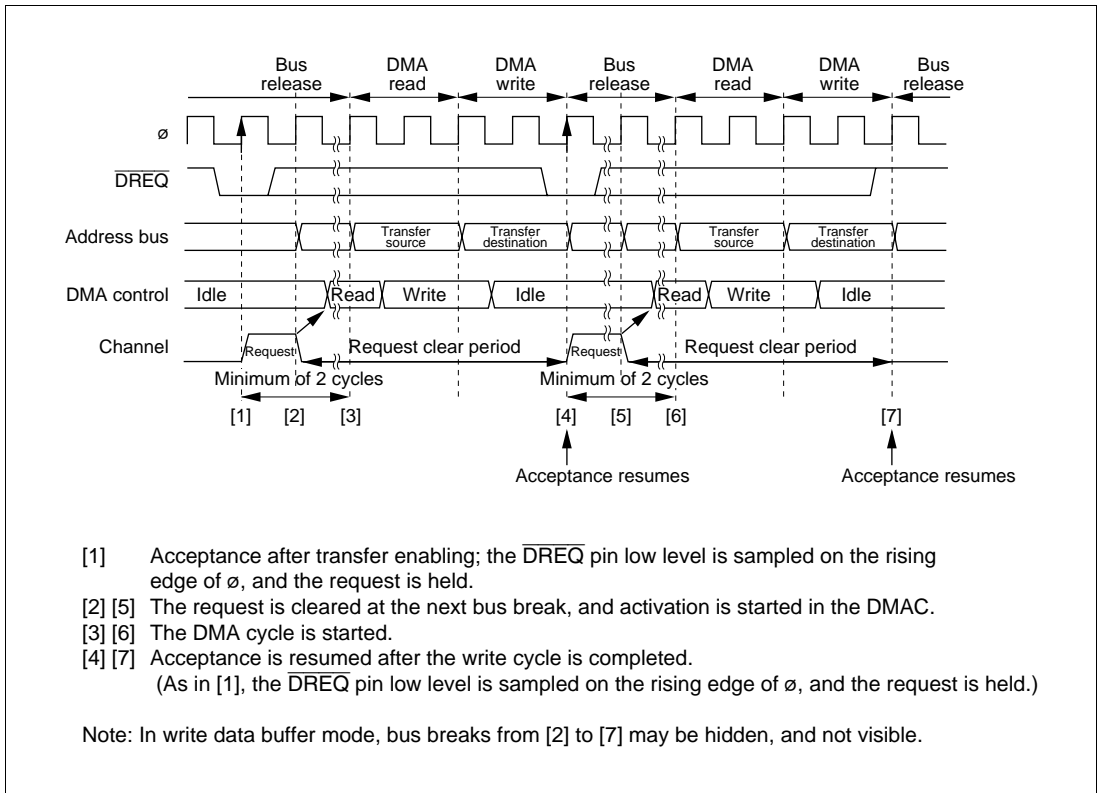 Bus release DMA read DMA write Bus release DMA read DMA write Bus release
ø
DREQ
Address bus Transfer source Transfer destination Transfer source Transfer destination
DMA control Idle Read Write Idle Read Write Idle
Channel Request Request clear period Request Request clear period
Minimum of 2 cycles Minimum of 2 cycles
[1] [2] [3] [4] [5] [6] [7]
Acceptance resumes Acceptance resumes
[1] Acceptance after transfer enabling; the DREQ pin low level is sampled on the rising
edge of ø, and the request is held.
[2] [5] The request is cleared at the next bus break, and activation is started in the DMAC.
[3] [6] The DMA cycle is started.
[4] [7] Acceptance is resumed after the write cycle is completed.
(As in [1], the DREQ pin low level is sampled on the rising edge of ø, and the request is held.)
Note: In write data buffer mode, bus breaks from [2] to [7] may be hidden, and not visible.